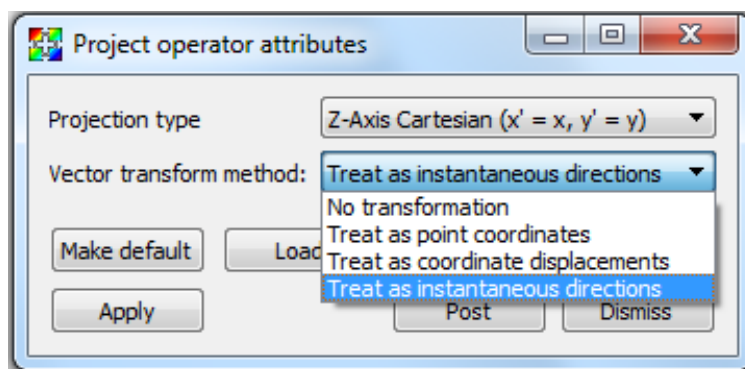 Project operator attributes
Projection type
Z-Axis Cartesian (x' = x, y' = y)
Vector transform method:
Treat as instantaneous directions
No transformation
Treat as point coordinates
Treat as coordinate displacements
Treat as instantaneous directions
Make default
Load
Apply
Post
Dismiss